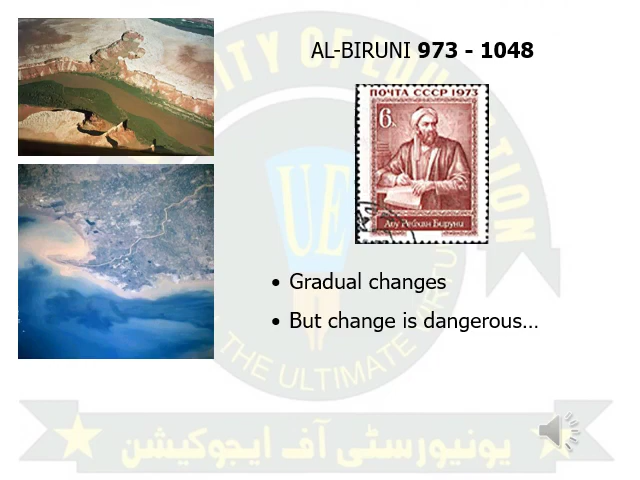 AL-BIRUNI 973 - 1048
ПОЧТА СССР 1973
6к
Абу Рейхан Бируни
UE
• Gradual changes
• But change is dangerous...
THE ULTIMATE
یونیورسٹی آف ایجوکیشن